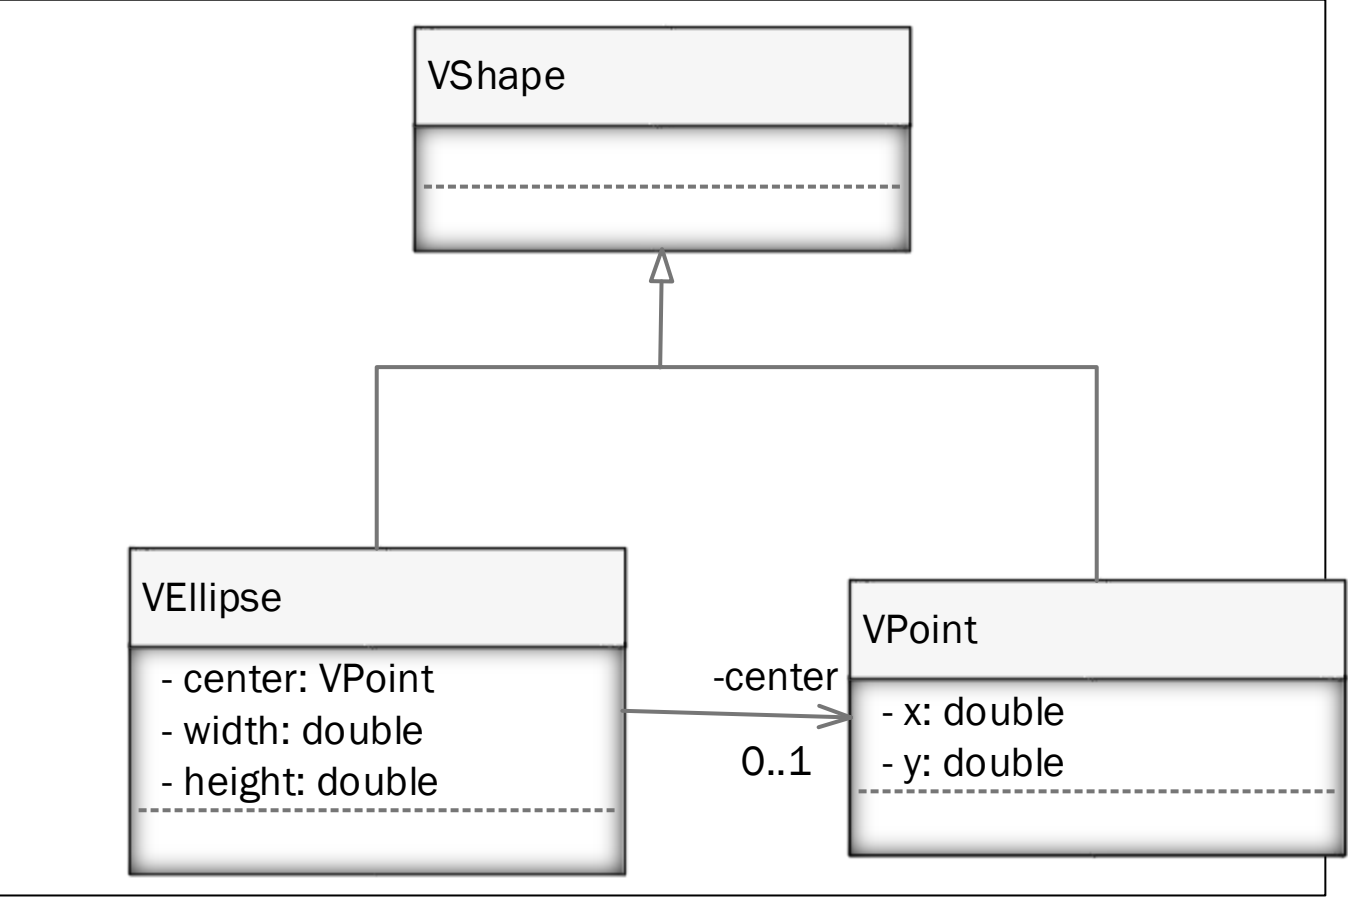 VShape
VEllipse
- center: VPoint
- width: double
- height: double
-center
0..1
VPoint
- x: double
- y: double